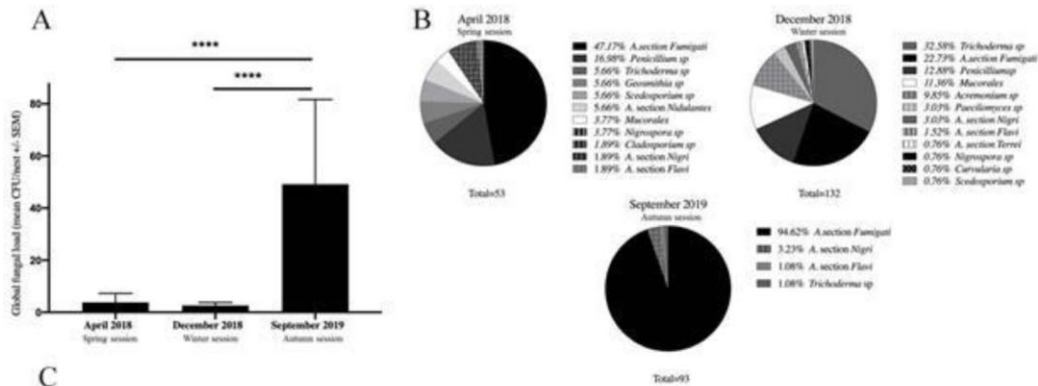 A
Global fungal load (mean CFU/nest +/- SEM)
80
60
40
20
0
****
****
April 2018
Spring session
December 2018
Winter session
September 2019
Autumn session
B
April 2018
Spring session
47.17% A.section Fumigati
16.98% Penicillium sp
5.66% Trichoderma sp
5.66% Geosmithia sp
5.66% Scedosporium sp
5.66% A. section Nidulantes
3.77% Mucorales
3.77% Nigrospora sp
1.89% Cladosporium sp
1.89% A. section Nigri
1.89% A. section Flavi
Total=53
December 2018
Winter session
32.58% Trichoderma sp
22.73% A.section Fumigati
12.88% Penicilliumsp
11.36% Mucorales
9.85% Acremonium sp
3.03% Paecilomyces sp
3.03% A. section Nigri
1.52% A. section Flavi
0.76% A. section Terrei
0.76% Nigrospora sp
0.76% Curvularia sp
0.76% Scedosporium sp
Total=132
September 2019
Autumn session
94.62% A.section Fumigati
3.23% A. section Nigri
1.08% A. section Flavi
1.08% Trichoderma sp
Total=93
C